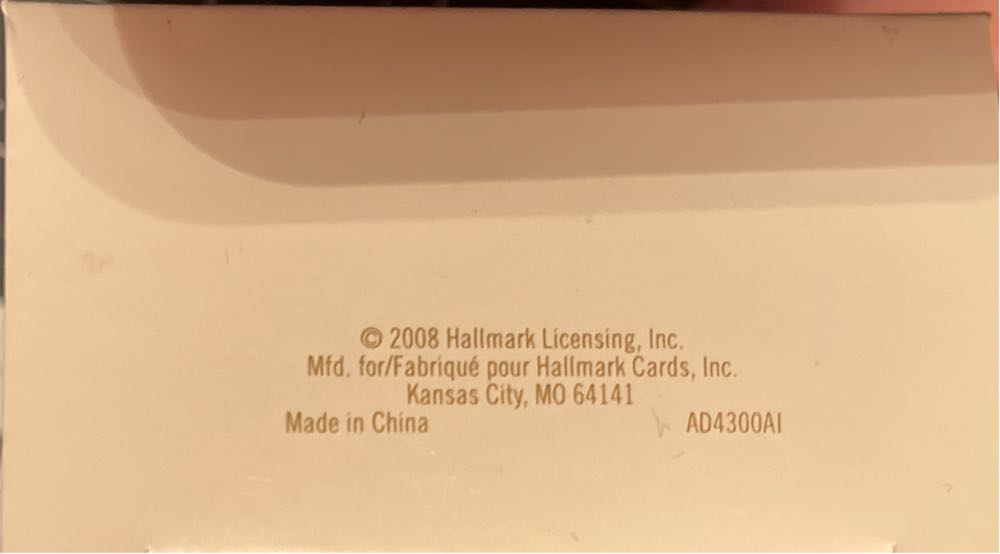 © 2008 Hallmark Licensing, Inc.
Mfd. for/Fabriqué pour Hallmark Cards, Inc.
Kansas City, MO 64141
Made in China AD4300AI